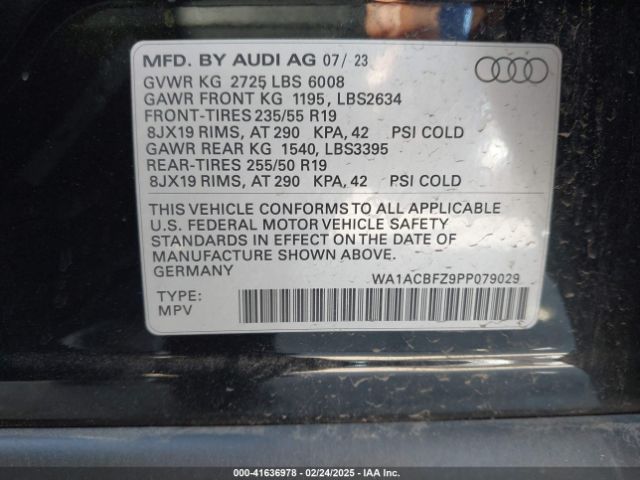 MFD. BY AUDI AG 07/ 23
GVWR KG 2725 LBS 6008
GAWR FRONT KG 1195, LBS2634
FRONT-TIRES 235/55 R19
8JX19 RIMS, AT 290 KPA, 42 PSI COLD
GAWR REAR KG 1540, LBS3395
REAR-TIRES 255/50 R19
8JX19 RIMS, AT 290 KPA, 42 PSI COLD
THIS VEHICLE CONFORMS TO ALL APPLICABLE
U.S. FEDERAL MOTOR VEHICLE SAFETY
STANDARDS IN EFFECT ON THE DATE OF
MANUFACTURE SHOWN ABOVE.
GERMANY
WA1ACBFZ9PP079029
TYPE:
MPV
000-41636978 - 02/24/2025 - IAA Inc.